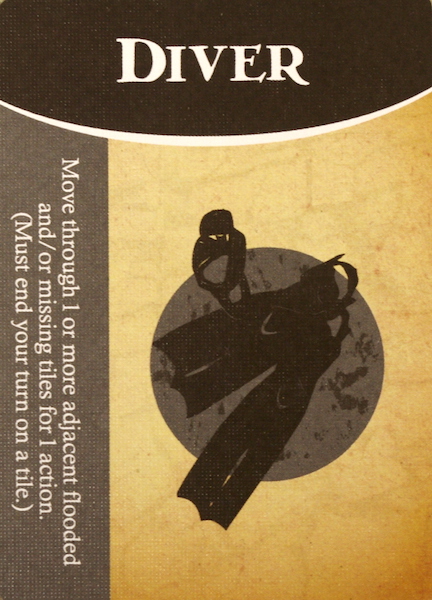 DIVER
Move through 1 or more adjacent flooded
and/or missing tiles for 1 action.
(Must end your turn on a tile.)